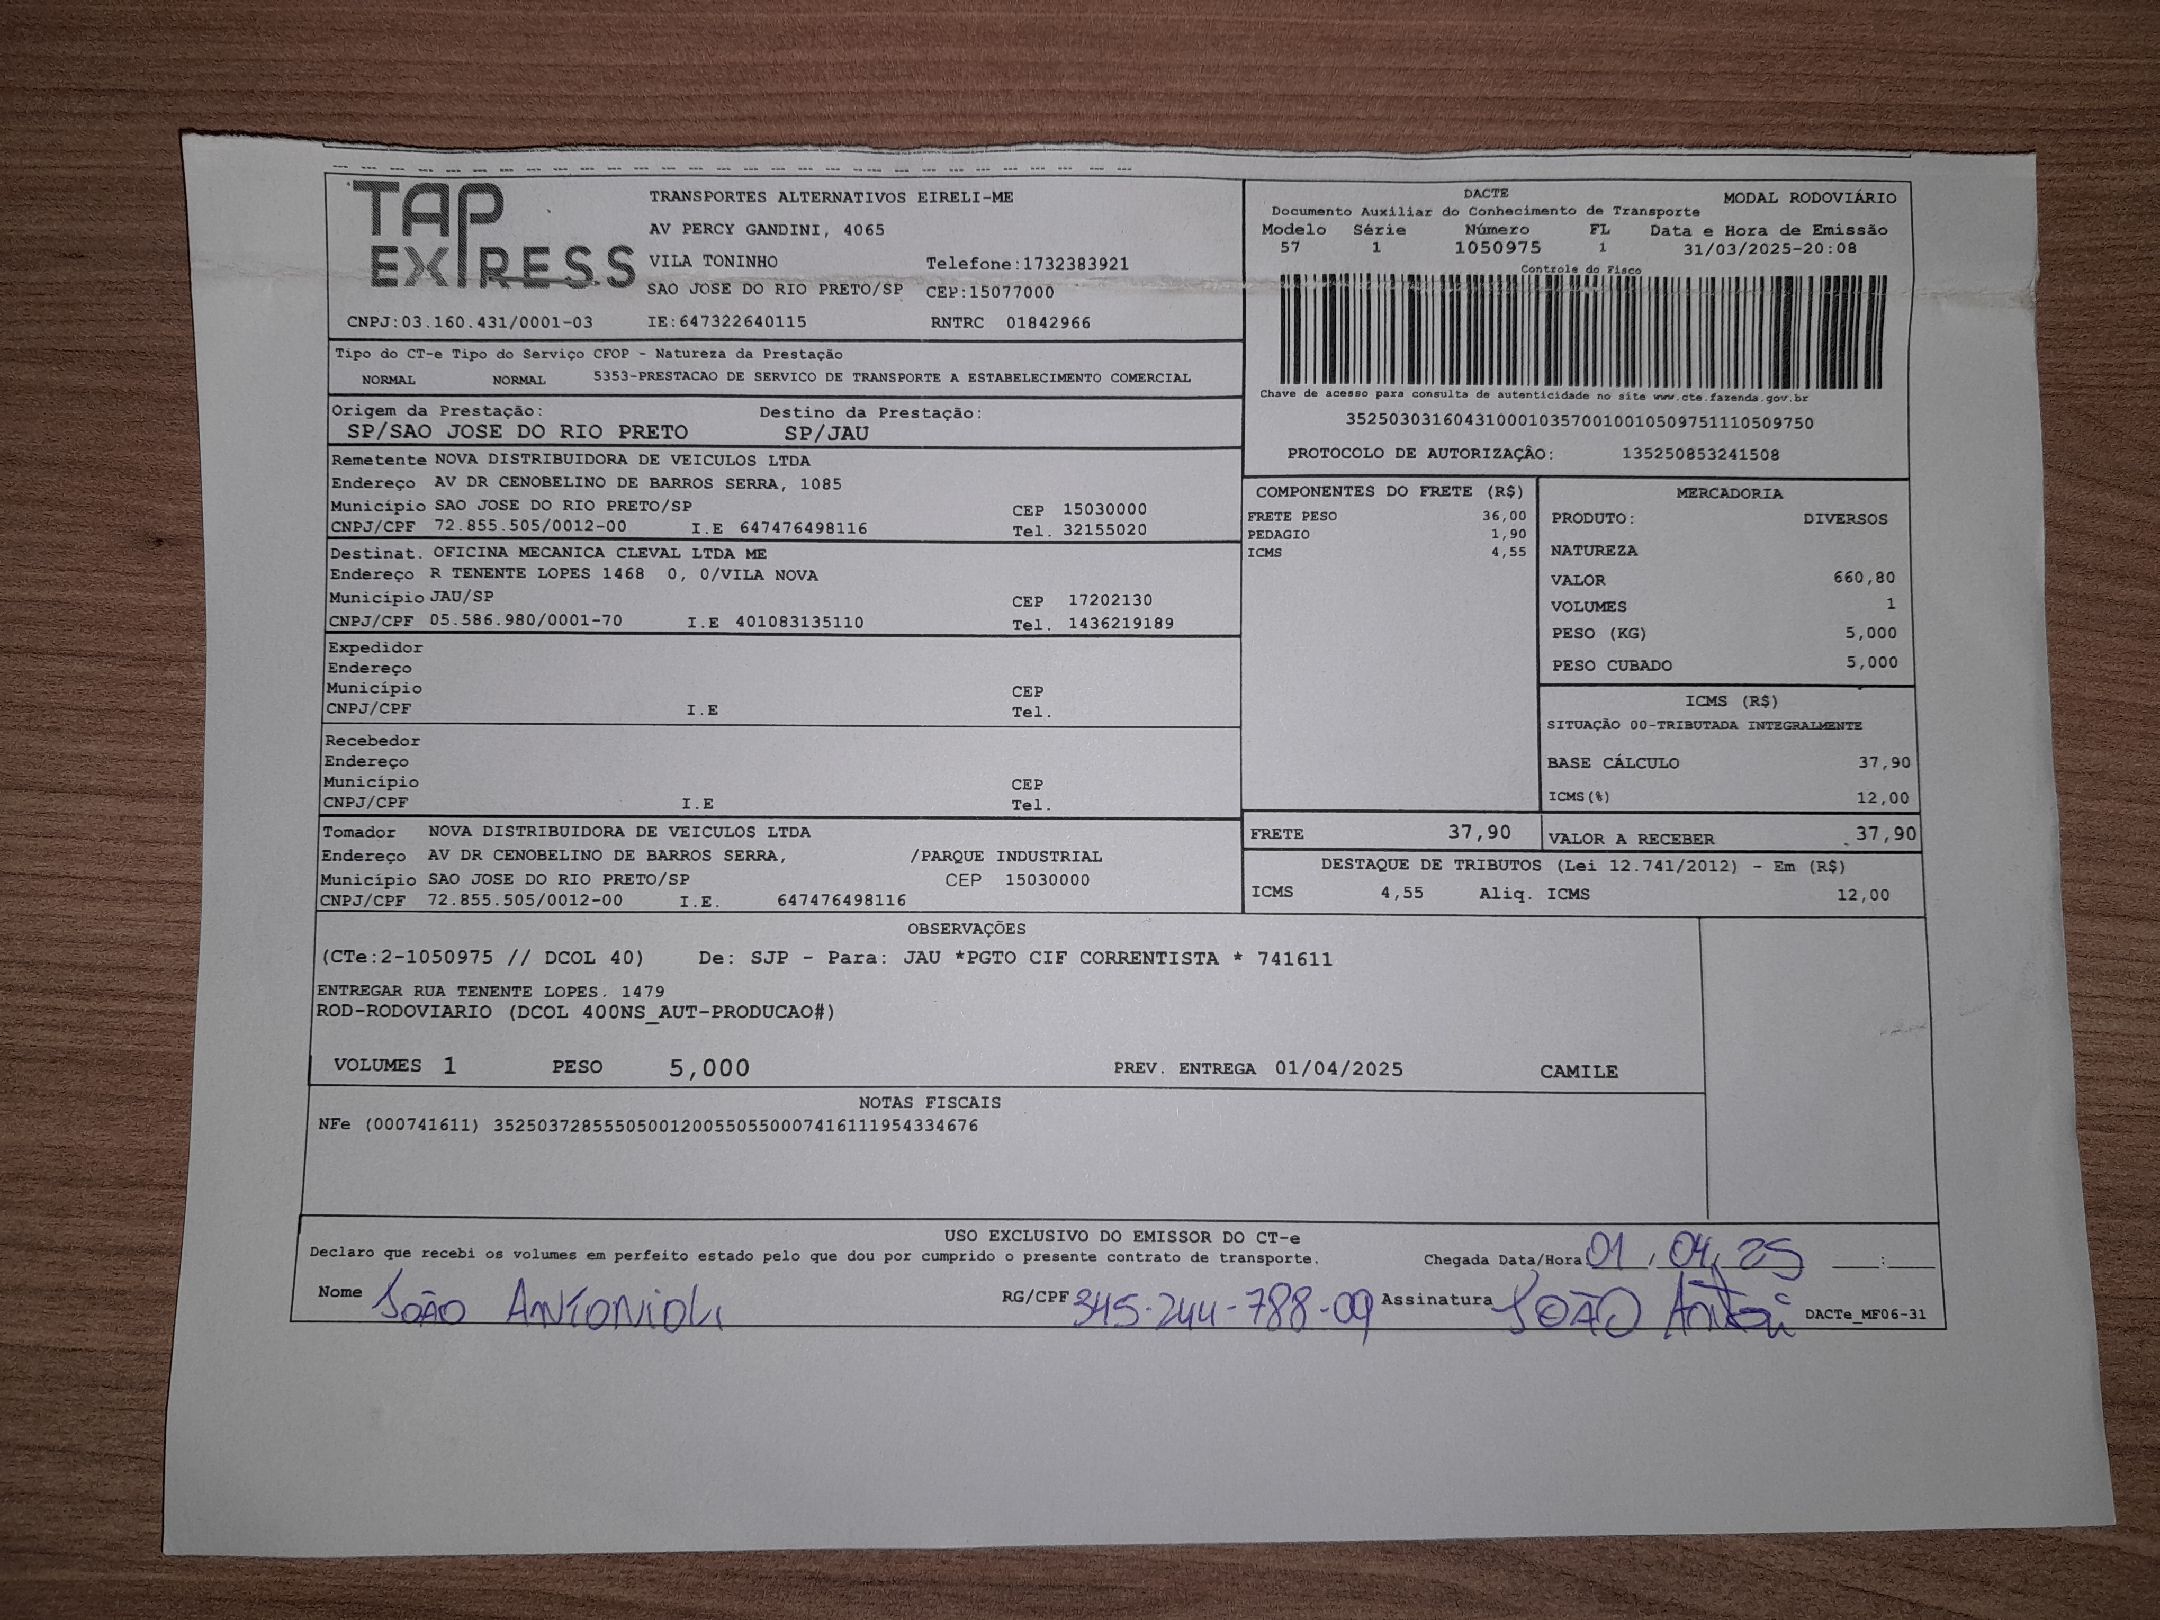 TAP EXPRESS
TRANSPORTES ALTERNATIVOS EIRELI-ME
AV PERCY GANDINI, 4065
VILA TONINHO Telefone:1732383921
SAO JOSE DO RIO PRETO/SP CEP:15077000
CNPJ:03.160.431/0001-03 IE:647322640115 RNTRC 01842966
DACTE MODAL RODOVIÁRIO
Documento Auxiliar do Conhecimento de Transporte
Modelo Série Número FL Data e Hora de Emissão
57 1 1050975 1 31/03/2025-20:08
Controle do Fisco
Chave de acesso para consulta de autenticidade no site www.cte.fazenda.gov.br
35250303160431000103570010010509751110509750
PROTOCOLO DE AUTORIZAÇÃO: 135250853241508
Tipo do CT-e Tipo do Serviço CFOP - Natureza da Prestação
NORMAL NORMAL 5353-PRESTACAO DE SERVICO DE TRANSPORTE A ESTABELECIMENTO COMERCIAL
Origem da Prestação: Destino da Prestação:
SP/SAO JOSE DO RIO PRETO SP/JAU
Remetente NOVA DISTRIBUIDORA DE VEICULOS LTDA
Endereço AV DR CENOBELINO DE BARROS SERRA, 1085
Município SAO JOSE DO RIO PRETO/SP CEP 15030000
CNPJ/CPF 72.855.505/0012-00 I.E 647476498116 Tel. 32155020
Destinat. OFICINA MECANICA CLEVAL LTDA ME
Endereço R TENENTE LOPES 1468 0, 0/VILA NOVA
Município JAU/SP CEP 17202130
CNPJ/CPF 05.586.980/0001-70 I.E 401083135110 Tel. 1436219189
Expedidor
Endereço
Município CEP
CNPJ/CPF I.E Tel.
Recebedor
Endereço
Município CEP
CNPJ/CPF I.E Tel.
Tomador NOVA DISTRIBUIDORA DE VEICULOS LTDA
Endereço AV DR CENOBELINO DE BARROS SERRA, /PARQUE INDUSTRIAL
Município SAO JOSE DO RIO PRETO/SP CEP 15030000
CNPJ/CPF 72.855.505/0012-00 I.E. 647476498116
COMPONENTES DO FRETE (R$)
FRETE PESO 36,00
PEDAGIO 1,90
ICMS 4,55
MERCADORIA
PRODUTO: DIVERSOS
NATUREZA
VALOR 660,80
VOLUMES 1
PESO (KG) 5,000
PESO CUBADO 5,000
ICMS (R$)
SITUAÇÃO 00-TRIBUTADA INTEGRALMENTE
BASE CÁLCULO 37,90
ICMS(%) 12,00
FRETE 37,90 VALOR A RECEBER 37,90
DESTAQUE DE TRIBUTOS (Lei 12.741/2012) - Em (R$)
ICMS 4,55 Aliq. ICMS 12,00
OBSERVAÇÕES
(CTe:2-1050975 // DCOL 40) De: SJP - Para: JAU *PGTO CIF CORRENTISTA * 741611
ENTREGAR RUA TENENTE LOPES. 1479
ROD-RODOVIARIO (DCOL 400NS_AUT-PRODUCAO#)
VOLUMES 1 PESO 5,000 PREV. ENTREGA 01/04/2025 CAMILE
NOTAS FISCAIS
NFe (000741611) 35250372855505001200550550007416111954334676
USO EXCLUSIVO DO EMISSOR DO CT-e
Declaro que recebi os volumes em perfeito estado pelo que dou por cumprido o presente contrato de transporte. Chegada Data/Hora 01, 04, 25 ___:___
Nome João ANTONIOLI RG/CPF 345.244-788-09 Assinatura JOÃO DACTe_MF06-31